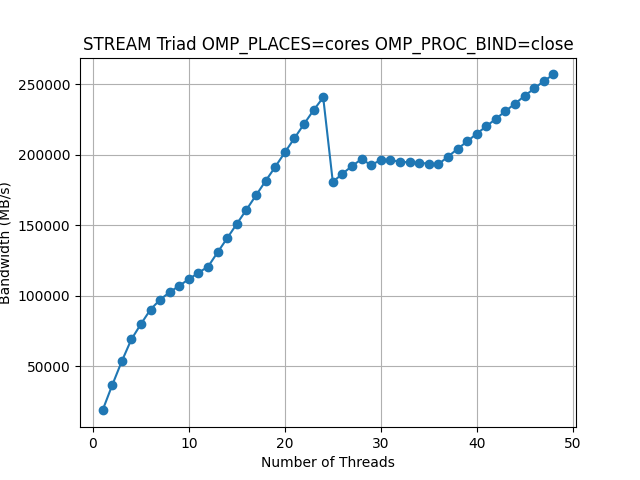 STREAM Triad OMP_PLACES=cores OMP_PROC_BIND=close
250000
200000
150000
100000
50000
Bandwidth (MB/s)
0 10 20 30 40 50
Number of Threads